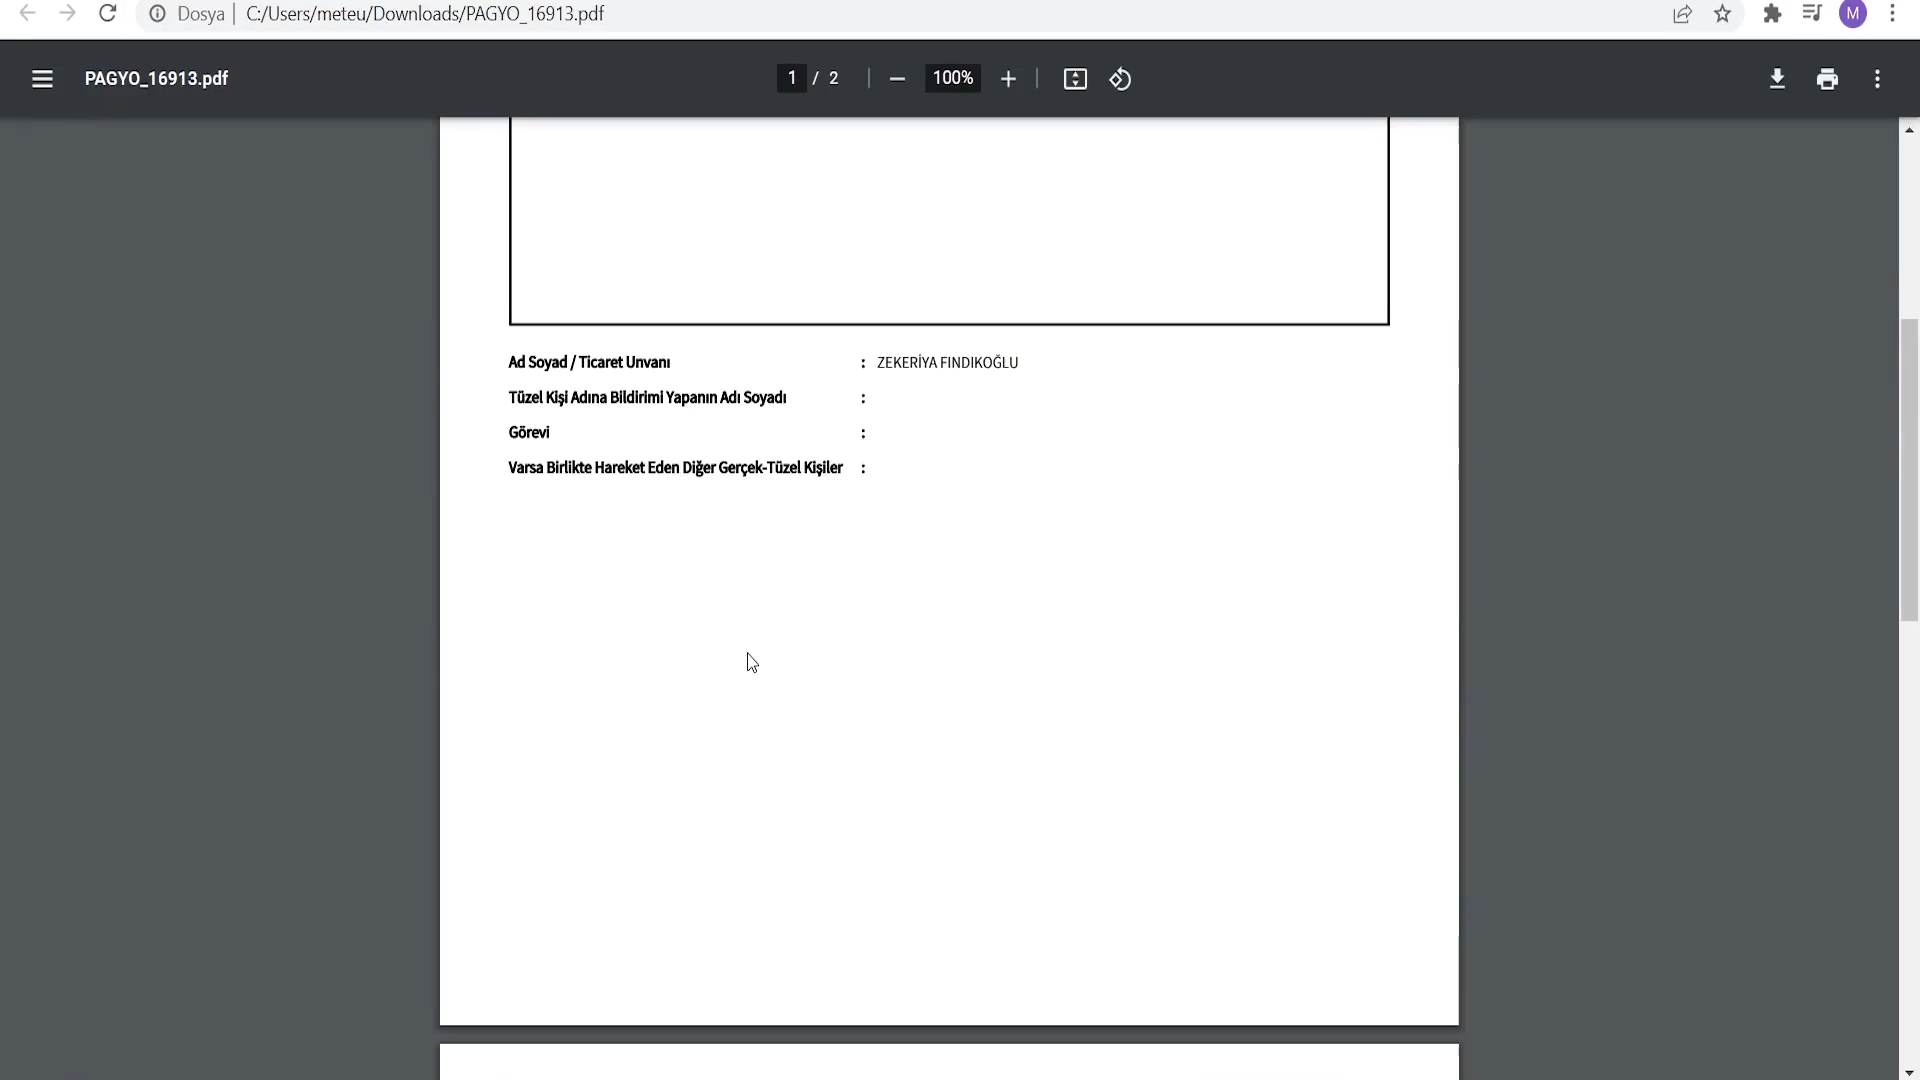 Dosya | C:/Users/meteu/Downloads/PAGYO_16913.pdf
M
PAGYO_16913.pdf
1 / 2
100%
Ad Soyad / Ticaret Unvanı : ZEKERİYA FINDIKOĞLU
Tüzel Kişi Adına Bildirimi Yapanın Adı Soyadı :
Görevi :
Varsa Birlikte Hareket Eden Diğer Gerçek-Tüzel Kişiler :